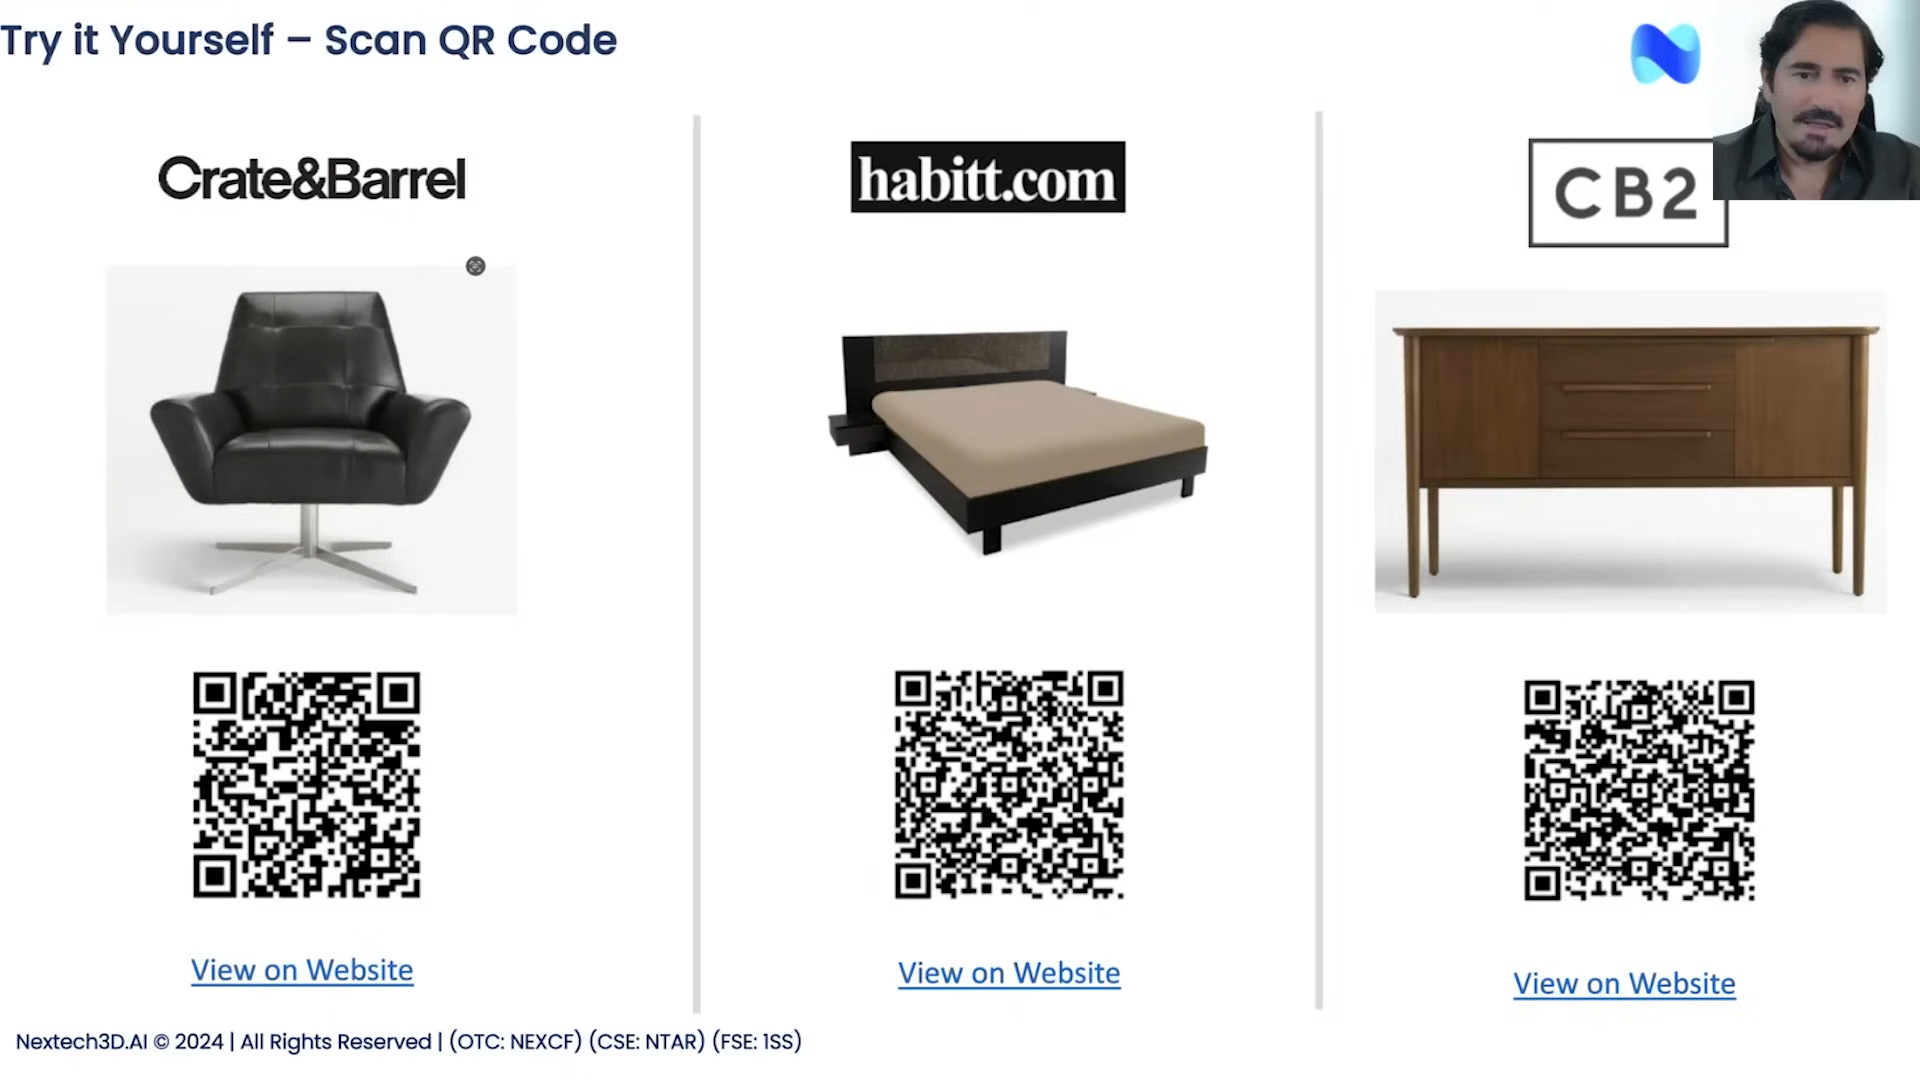 Try it Yourself – Scan QR Code
Crate&Barrel
habitt.com
CB2
View on Website
View on Website
View on Website
Nextech3D.AI © 2024 | All Rights Reserved | (OTC: NEXCF) (CSE: NTAR) (FSE: 1SS)